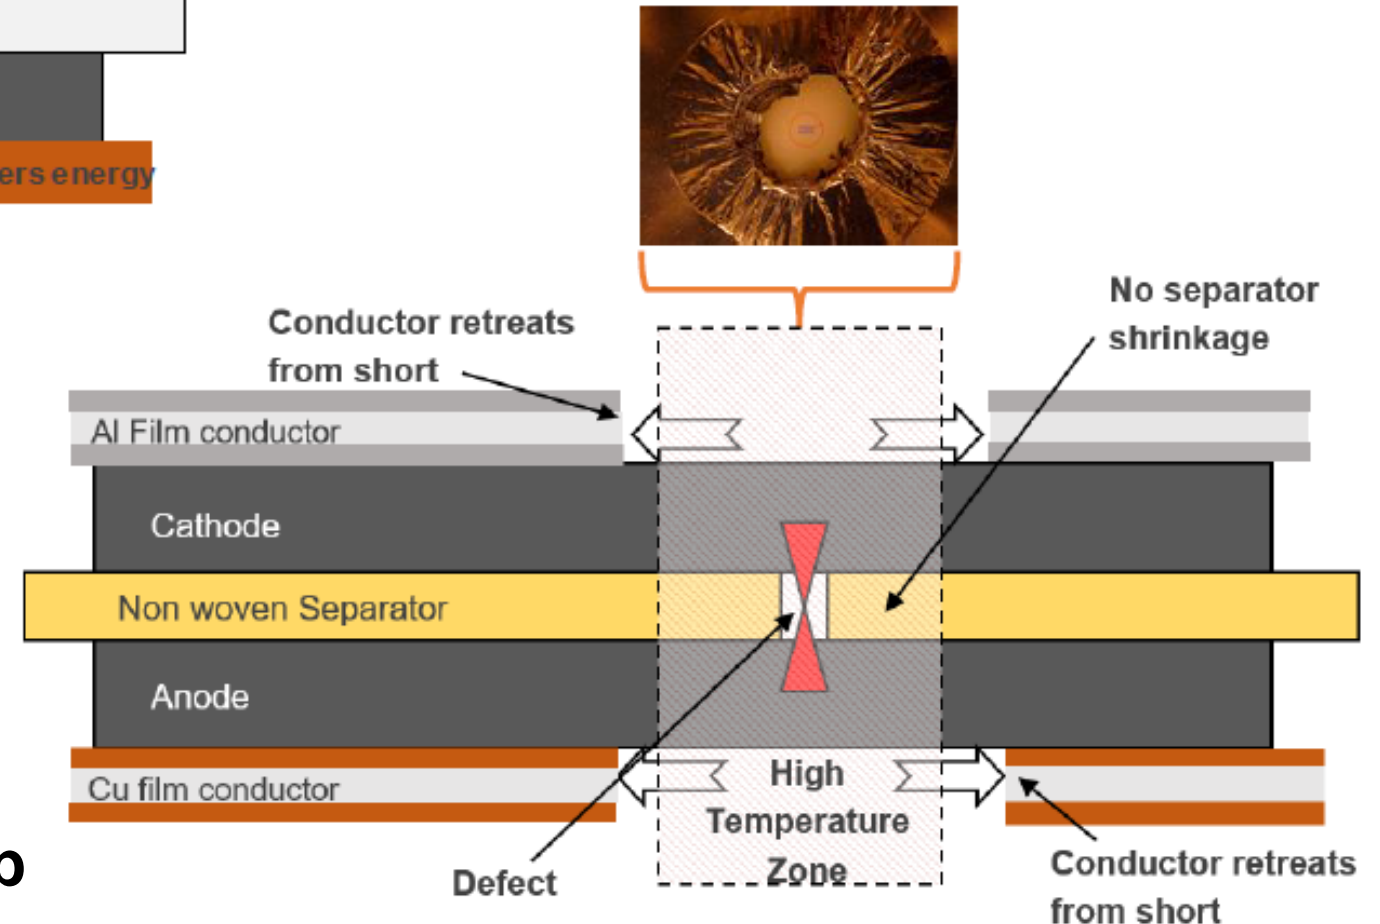 ers energy
No separator
shrinkage
Conductor retreats
from short
Al Film conductor
Cathode
Non woven Separator
Anode
Cu film conductor
High
Temperature
Zone
Defect
Conductor retreats
from short
b